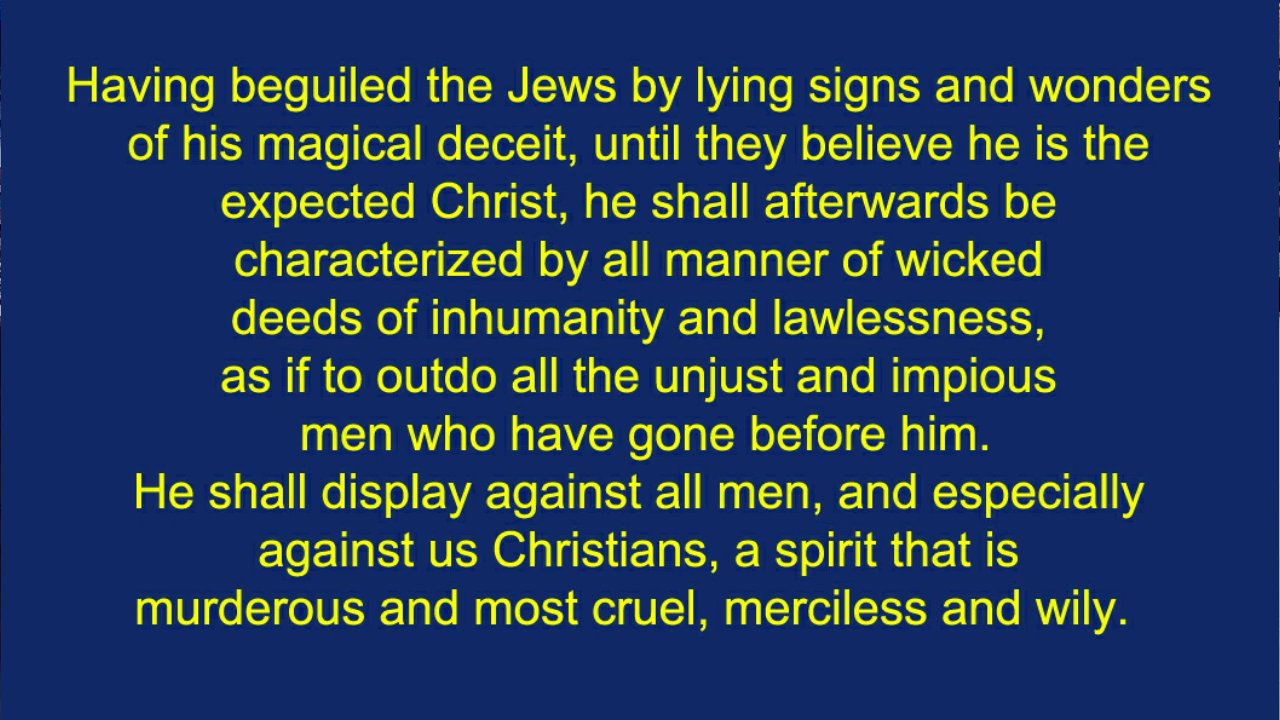 Having beguiled the Jews by lying signs and wonders
of his magical deceit, until they believe he is the
expected Christ, he shall afterwards be
characterized by all manner of wicked
deeds of inhumanity and lawlessness,
as if to outdo all the unjust and impious
men who have gone before him.
He shall display against all men, and especially
against us Christians, a spirit that is
murderous and most cruel, merciless and wily.